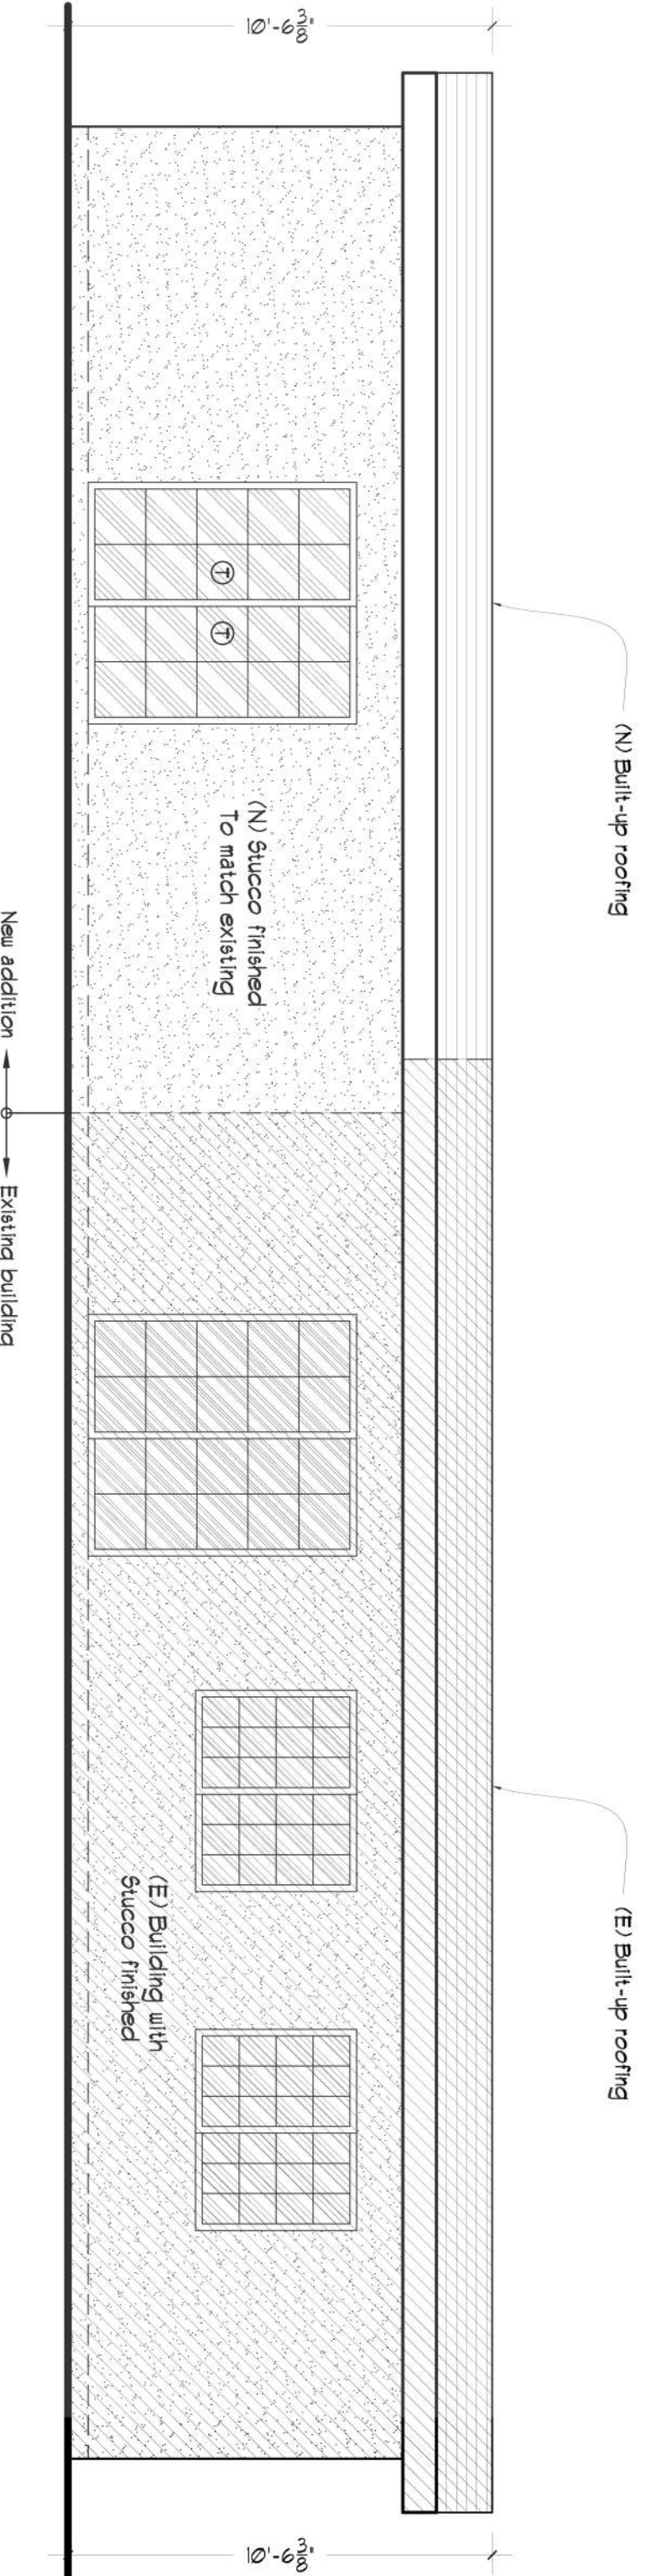 (N) Built-up roofing
(E) Built-up roofing
10'-6 3/8"
10'-6 3/8"
(N) Stucco finished
To match existing
T
T
(E) Building with
Stucco finished
New addition
Existing building